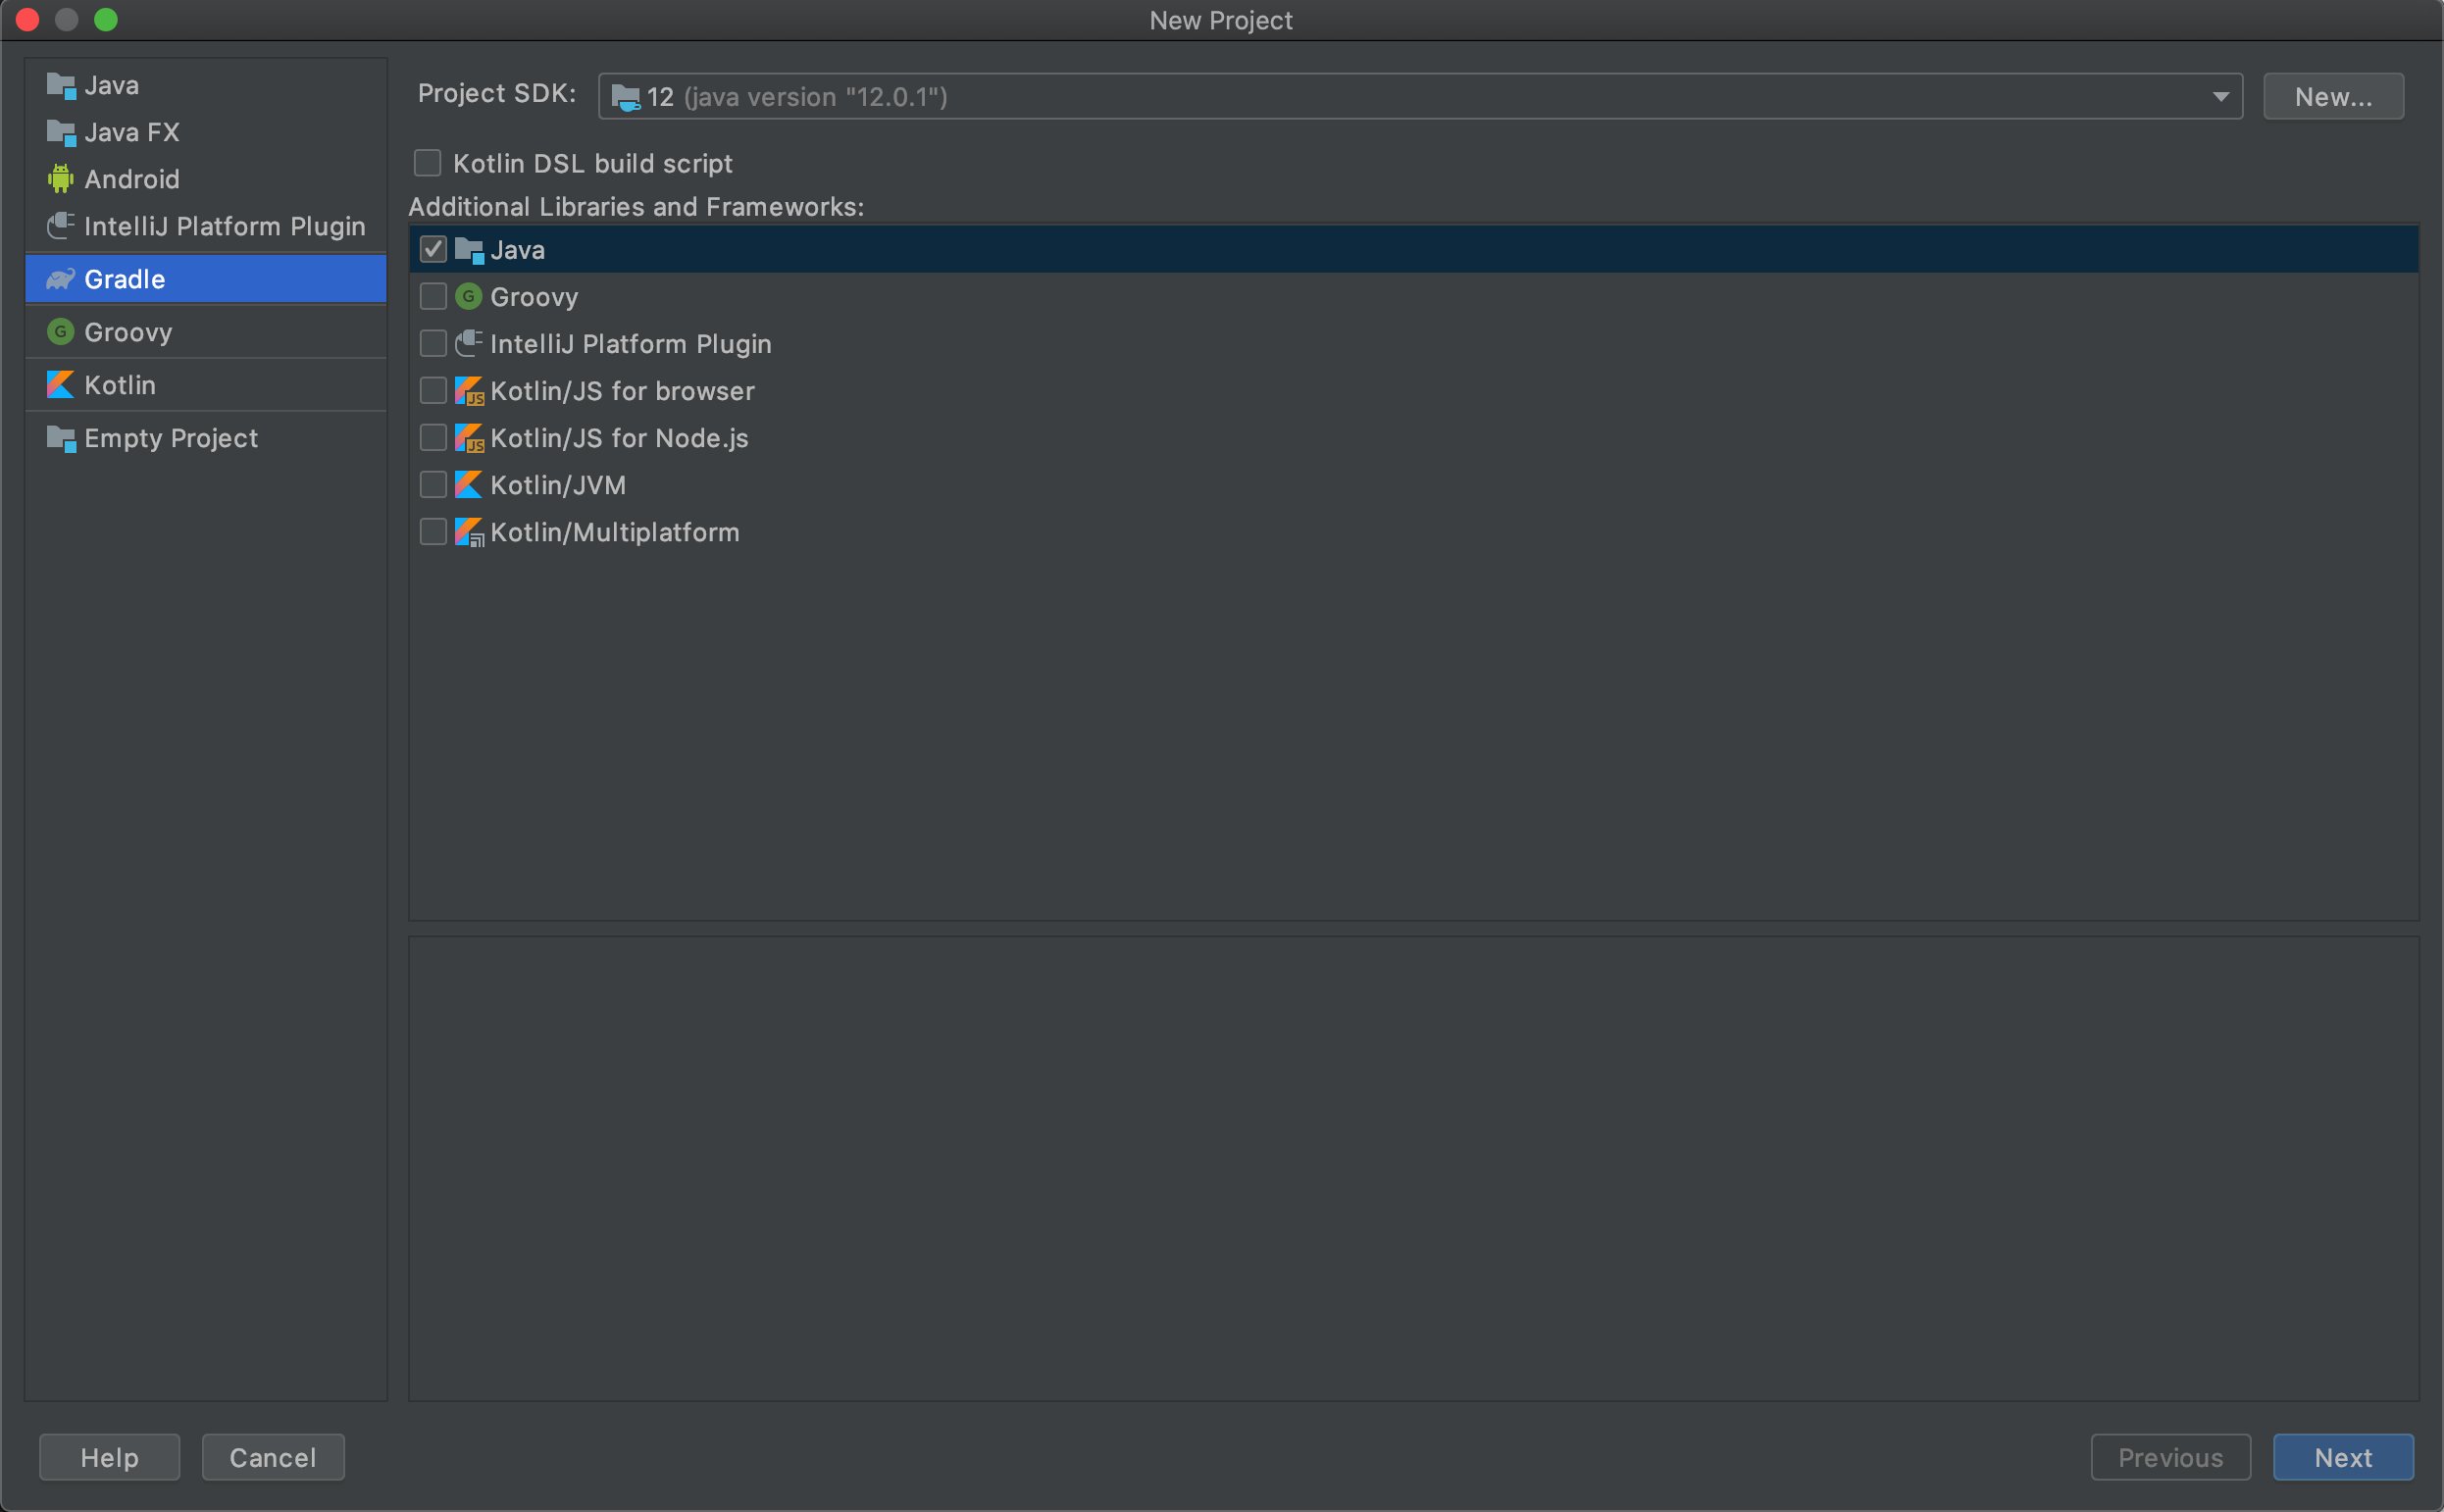 New Project
Java
Java FX
Android
IntelliJ Platform Plugin
Gradle
G Groovy
Kotlin
Empty Project
Project SDK: 12 (java version "12.0.1") New...
Kotlin DSL build script
Additional Libraries and Frameworks:
Java
G Groovy
IntelliJ Platform Plugin
JS Kotlin/JS for browser
JS Kotlin/JS for Node.js
Kotlin/JVM
Kotlin/Multiplatform
Help Cancel Previous Next